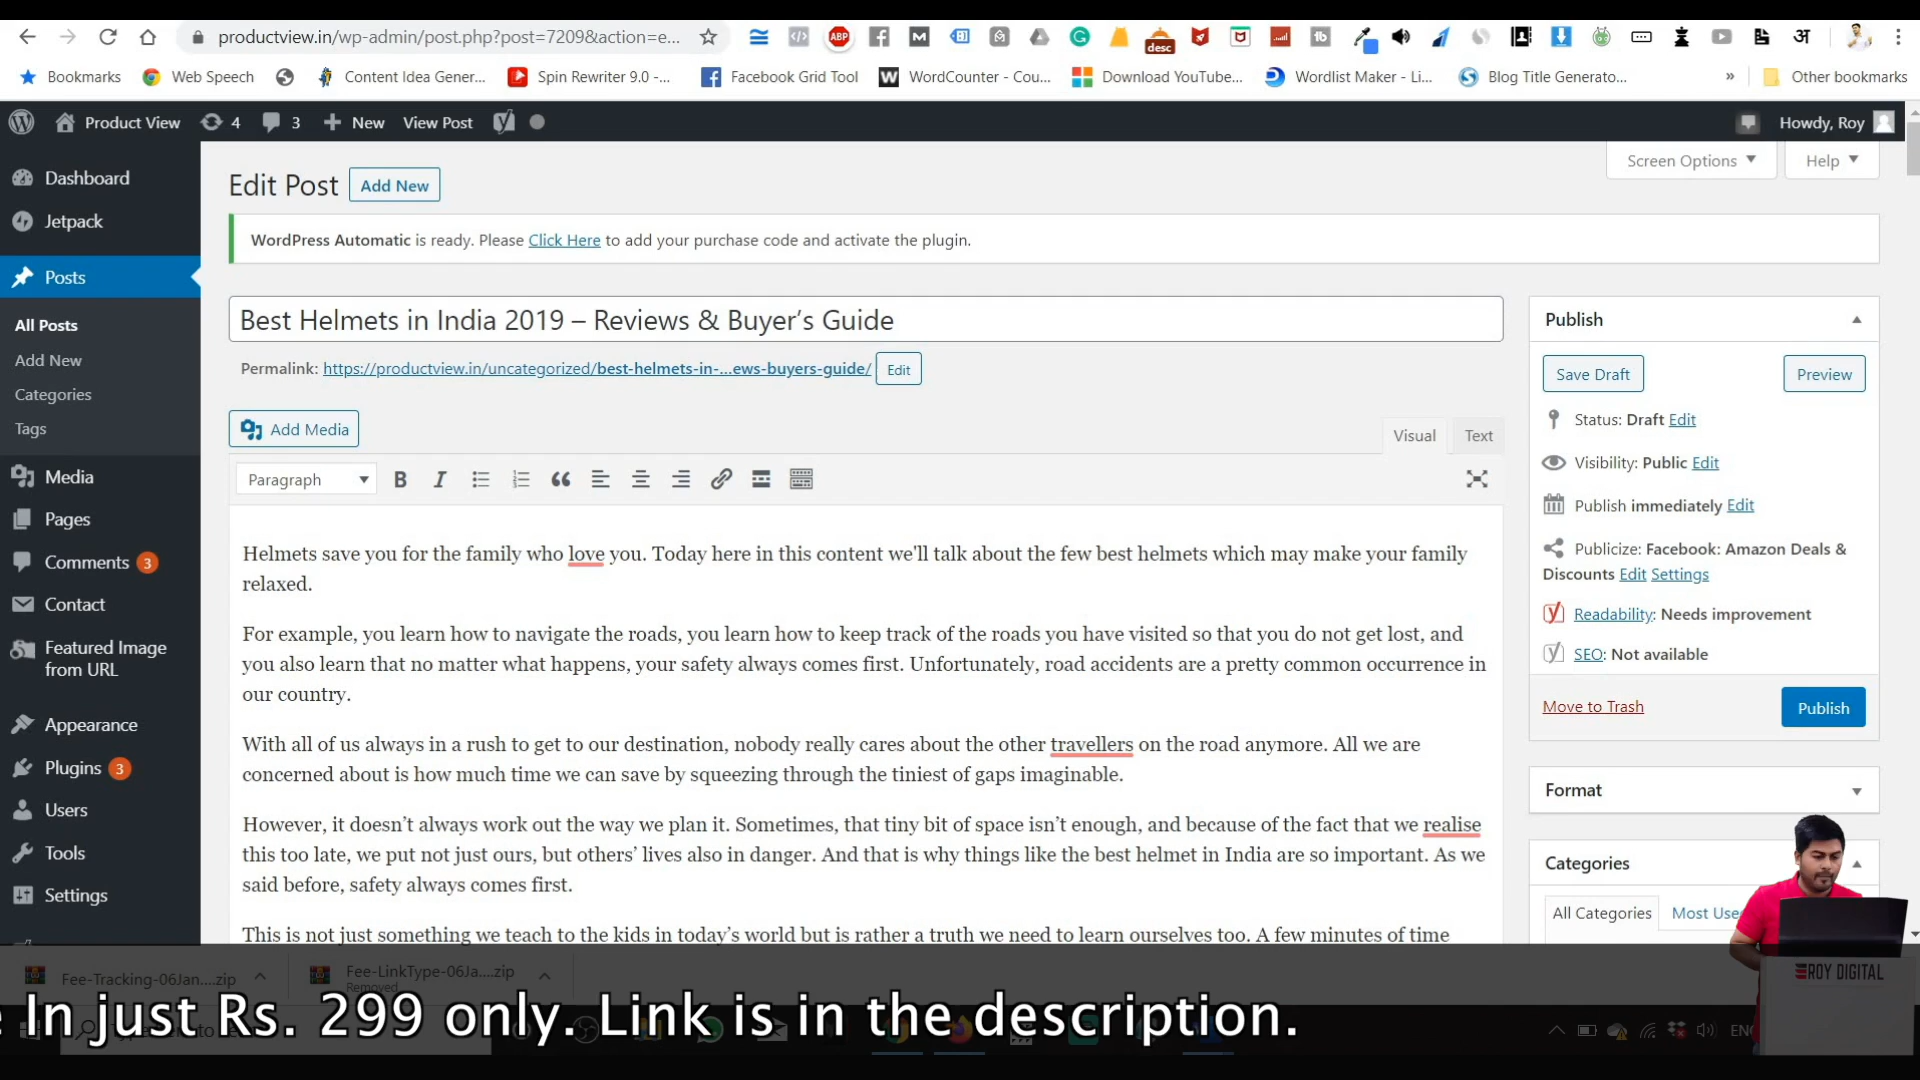 productview.in/wp-admin/post.php?post=7209&action=e...
Bookmarks
Web Speech
Content Idea Gener...
Spin Rewriter 9.0 -...
Facebook Grid Tool
WordCounter - Cou...
Download YouTube...
Wordlist Maker - Li...
Blog Title Generato...
»
Other bookmarks
Product View
4
3
New
View Post
Howdy, Roy
Dashboard
Jetpack
Posts
All Posts
Add New
Categories
Tags
Media
Pages
Comments 3
Contact
Featured Image
from URL
Appearance
Plugins 3
Users
Tools
Settings
Screen Options
Help
Edit Post
Add New
WordPress Automatic is ready. Please Click Here to add your purchase code and activate the plugin.
Best Helmets in India 2019 – Reviews & Buyer’s Guide
Permalink: https://productview.in/uncategorized/best-helmets-in-...ews-buyers-guide/ Edit
Add Media
Visual
Text
Paragraph
Helmets save you for the family who love you. Today here in this content we'll talk about the few best helmets which may make your family
relaxed.
For example, you learn how to navigate the roads, you learn how to keep track of the roads you have visited so that you do not get lost, and
you also learn that no matter what happens, your safety always comes first. Unfortunately, road accidents are a pretty common occurrence in
our country.
With all of us always in a rush to get to our destination, nobody really cares about the other travellers on the road anymore. All we are
concerned about is how much time we can save by squeezing through the tiniest of gaps imaginable.
However, it doesn’t always work out the way we plan it. Sometimes, that tiny bit of space isn’t enough, and because of the fact that we realise
this too late, we put not just ours, but others’ lives also in danger. And that is why things like the best helmet in India are so important. As we
said before, safety always comes first.
This is not just something we teach to the kids in today’s world but is rather a truth we need to learn ourselves too. A few minutes of time
Publish
Save Draft
Preview
Status: Draft Edit
Visibility: Public Edit
Publish immediately Edit
Publicize: Facebook: Amazon Deals &
Discounts Edit Settings
Readability: Needs improvement
SEO: Not available
Move to Trash
Publish
Format
Categories
All Categories
Most Use
ROY DIGITAL
Fee-Tracking-06Jan....zip
Fee-LinkType-06Ja....zip
Removed
In just Rs. 299 only. Link is in the description.
desc
ABP